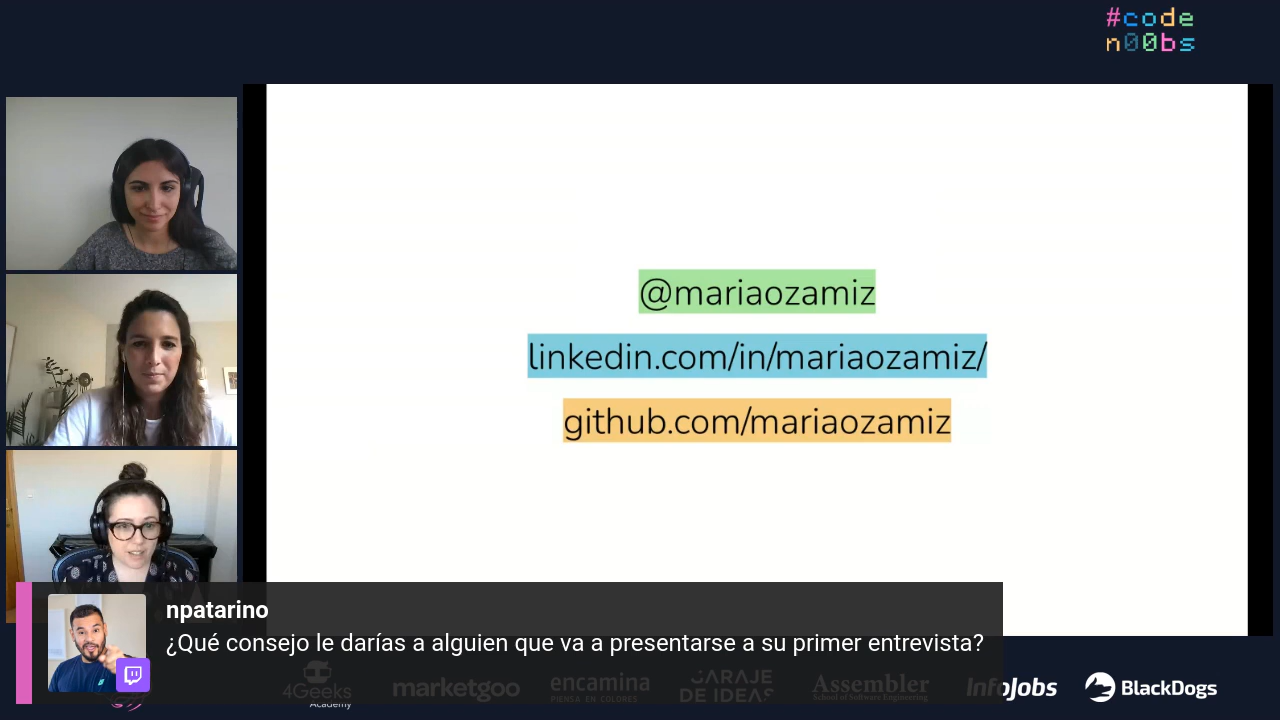 #code
n00bs
@mariaozamiz
linkedin.com/in/mariaozamiz/
github.com/mariaozamiz
npatarino
¿Qué consejo le darías a alguien que va a presentarse a su primer entrevista?
4Geeks
Academy
marketgoo
encamina
PIENSA EN COLORES
GARAJE
DE IDEAS
Assembler
School of Software Engineering
InfoJobs
BlackDogs